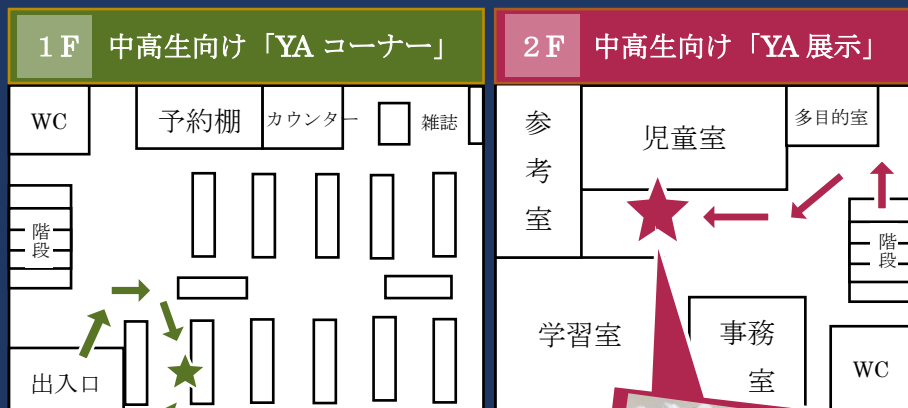 1F 中高生向け「YA コーナー」
WC
予約棚
カウンター
雑誌
階段
出入口
2F 中高生向け「YA 展示」
参考室
児童室
多目的室
階段
学習室
事務室
WC